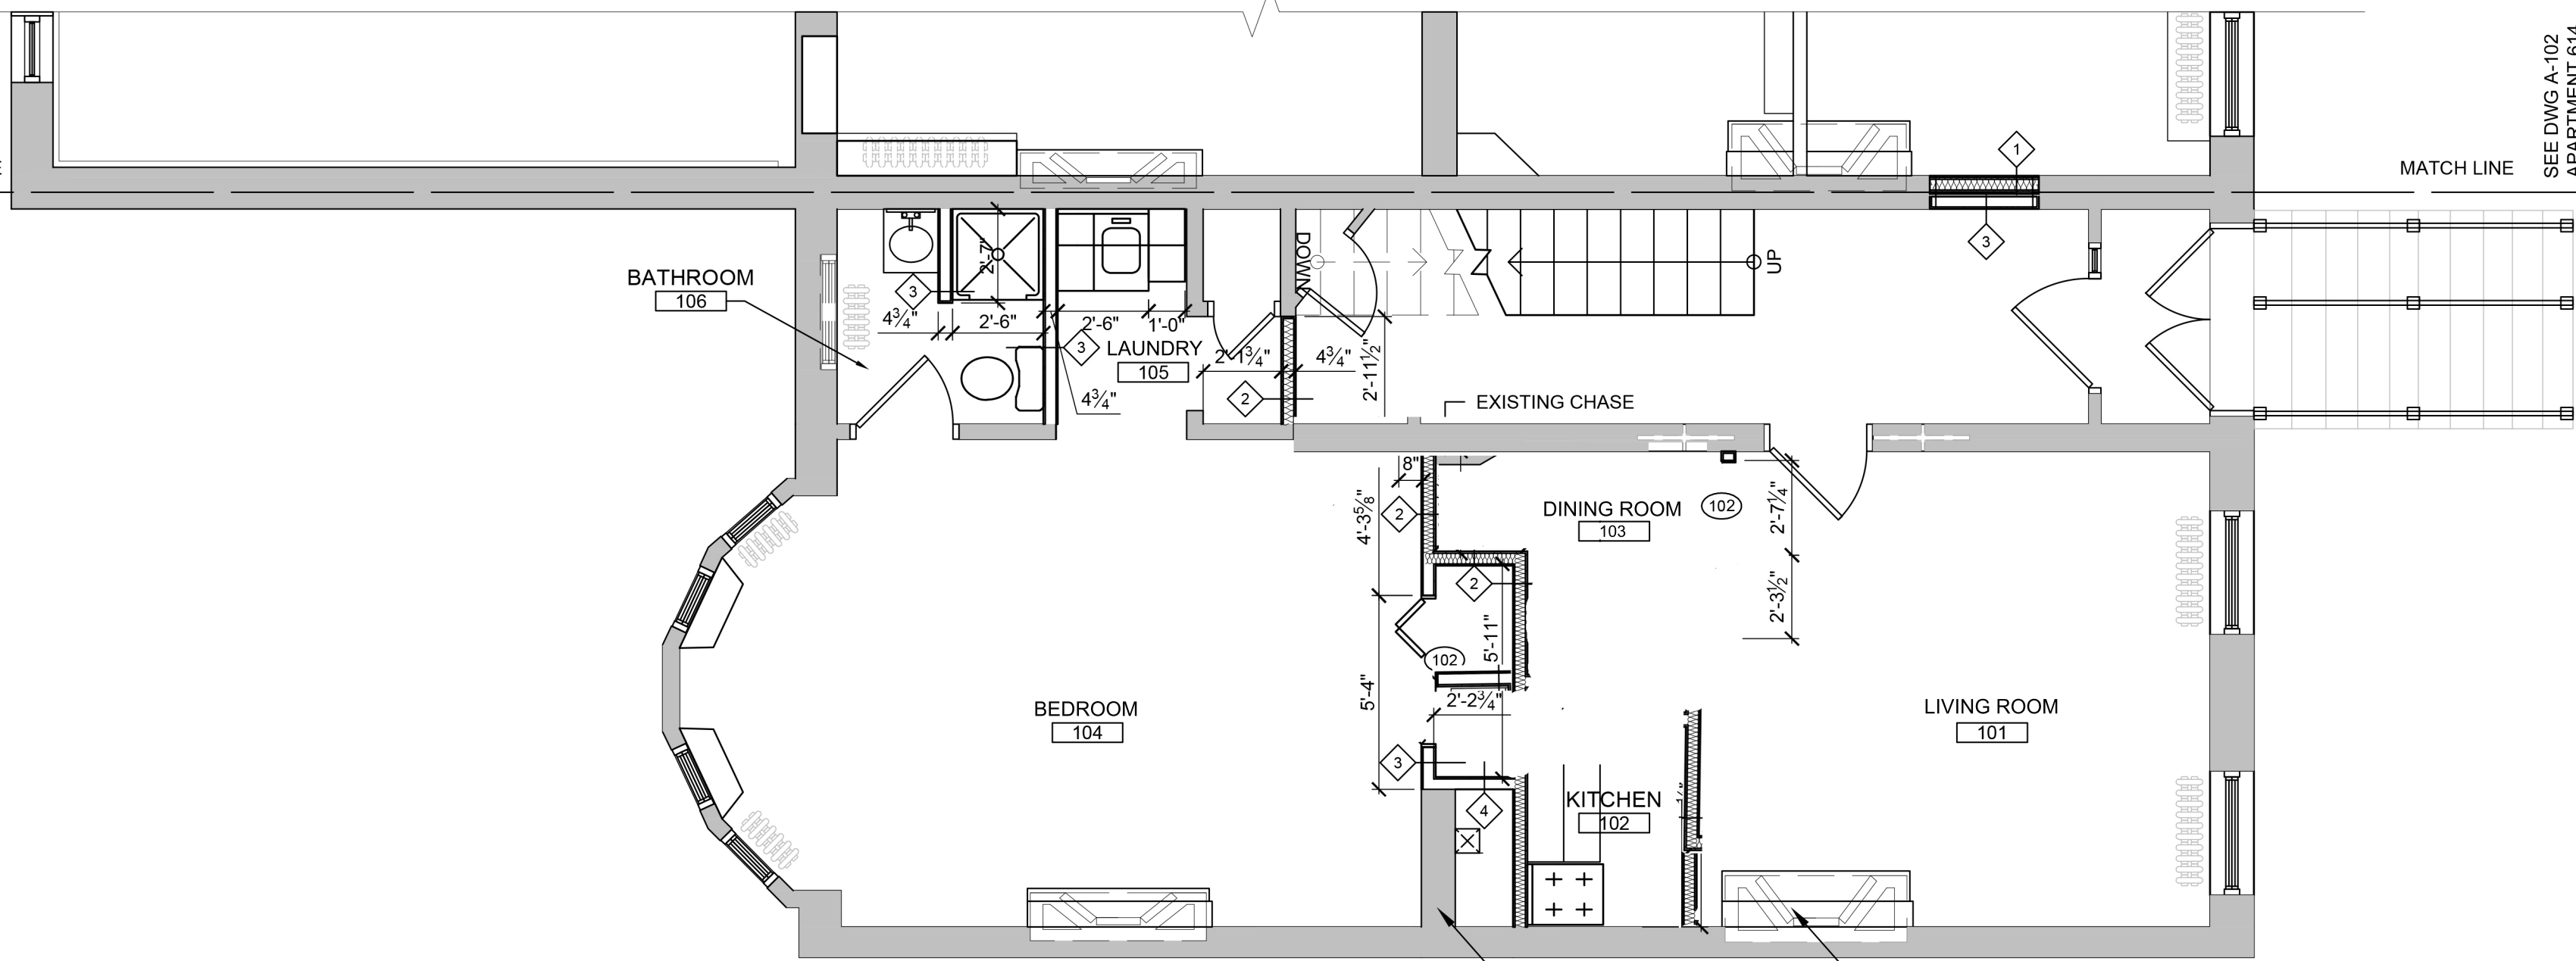 SEE DWG A-102
APARTMENT 614
MATCH LINE
1
3
BATHROOM
106
3
2'-7"
4¾"
2'-6"
2'-6"
1'-0"
3
LAUNDRY
105
4¾"
2'-1¾"
4¾"
2
2'-11½"
DOWN
UP
EXISTING CHASE
8"
4'-3⅝"
2
DINING ROOM
103
102
2'-7¼"
2'-3½"
2
5'-11"
102
5'-4"
2'-2¾"
3
4
BEDROOM
104
KITCHEN
102
LIVING ROOM
101